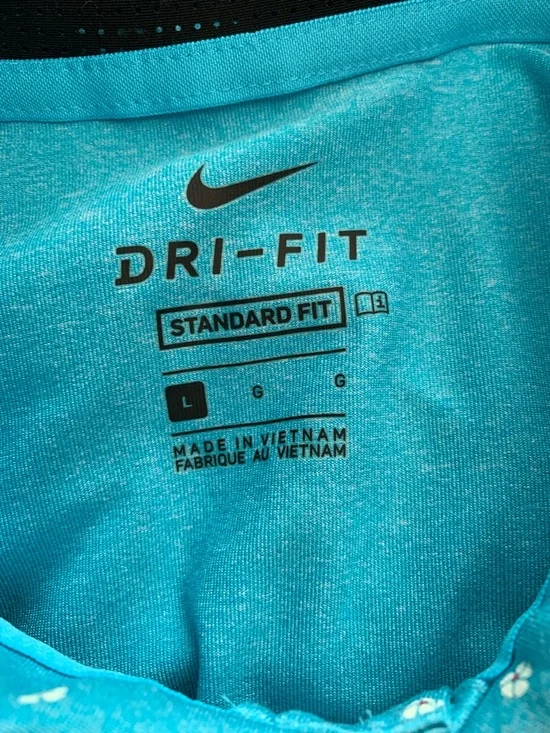 DRI-FIT
STANDARD FIT i
L G G
MADE IN VIETNAM
FABRIQUE AU VIETNAM